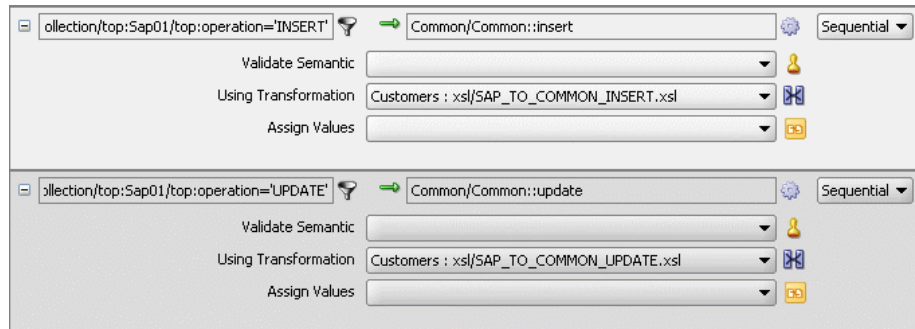 ollection/top:Sap01/top:operation='INSERT' Common/Common::insert Sequential
Validate Semantic
Using Transformation Customers : xsl/SAP_TO_COMMON_INSERT.xsl
Assign Values
ollection/top:Sap01/top:operation='UPDATE' Common/Common::update Sequential
Validate Semantic
Using Transformation Customers : xsl/SAP_TO_COMMON_UPDATE.xsl
Assign Values